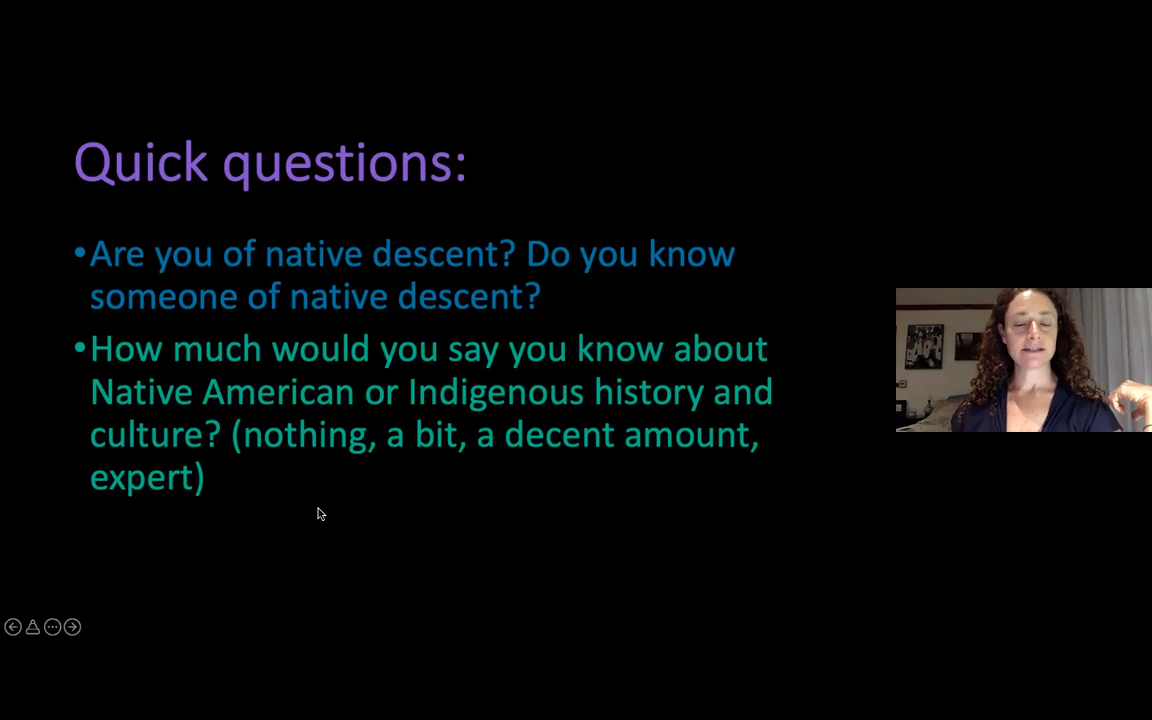 Quick questions:
•Are you of native descent? Do you know
someone of native descent?
•How much would you say you know about
Native American or Indigenous history and
culture? (nothing, a bit, a decent amount,
expert)